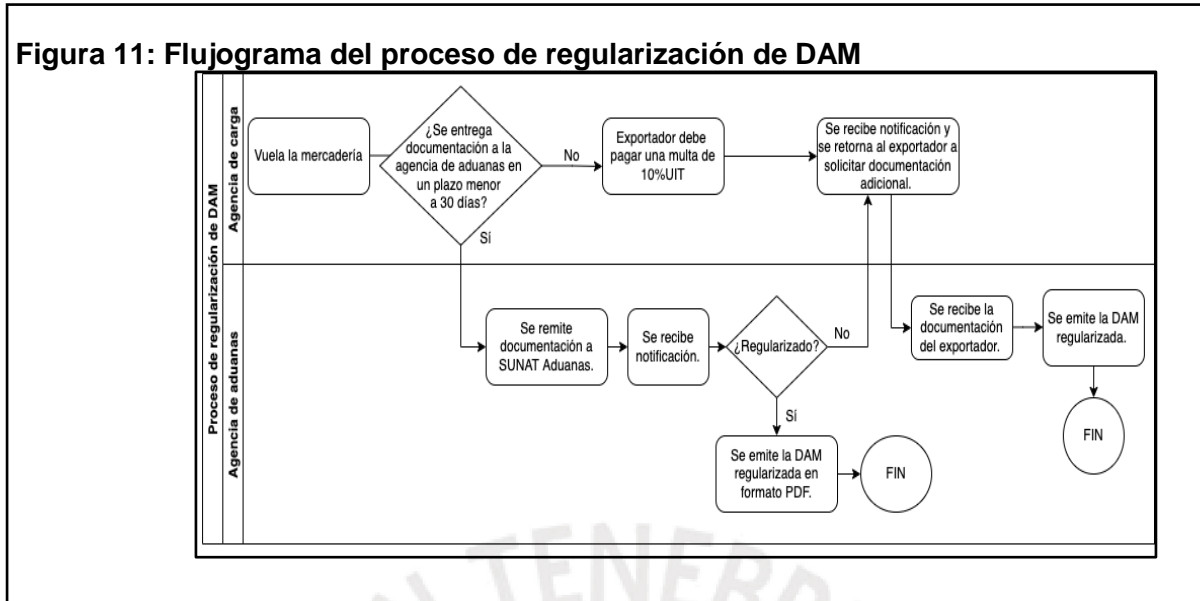 Figura 11: Flujograma del proceso de regularización de DAM
Proceso de regularización de DAM
Agencia de carga
Vuela la mercadería
¿Se entrega
documentación a la
agencia de aduanas en
un plazo menor
a 30 días?
No
Sí
Exportador debe
pagar una multa de
10%UIT
Se recibe notificación y
se retorna al exportador a
solicitar documentación
adicional.
Agencia de aduanas
Se remite
documentación a
SUNAT Aduanas.
Se recibe
notificación.
¿Regularizado?
No
Sí
Se emite la DAM
regularizada en
formato PDF.
FIN
Se recibe la
documentación
del exportador.
Se emite la DAM
regularizada.
FIN
TENEBR